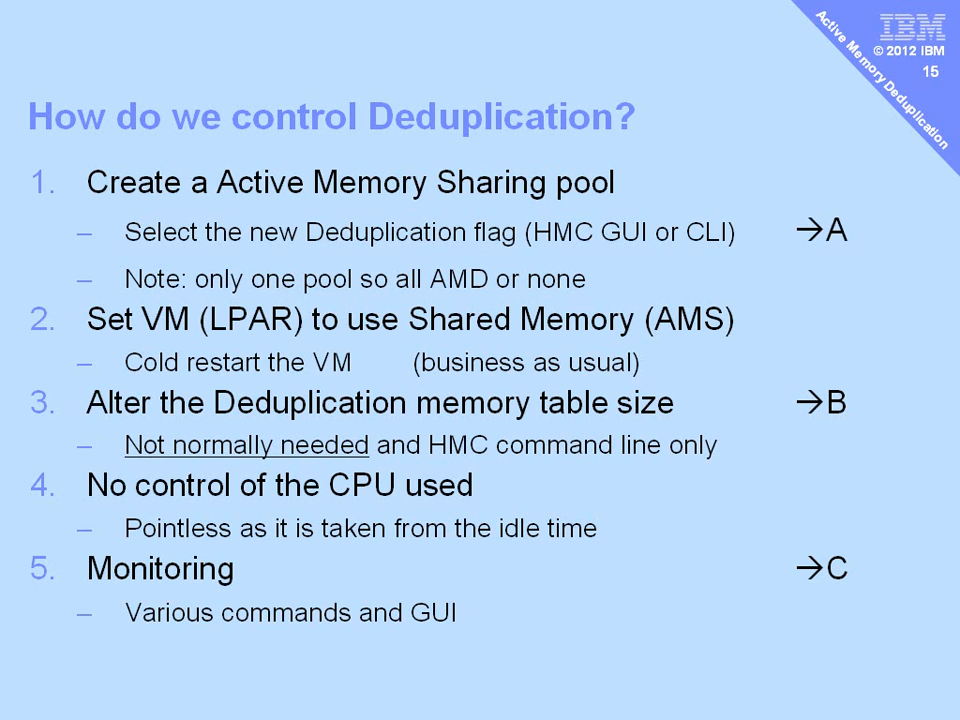 Active Memory Deduplication
IBM
© 2012 IBM
15
How do we control Deduplication?
1. Create a Active Memory Sharing pool
– Select the new Deduplication flag (HMC GUI or CLI) →A
– Note: only one pool so all AMD or none
2. Set VM (LPAR) to use Shared Memory (AMS)
– Cold restart the VM (business as usual)
3. Alter the Deduplication memory table size →B
– Not normally needed and HMC command line only
4. No control of the CPU used
– Pointless as it is taken from the idle time
5. Monitoring →C
– Various commands and GUI